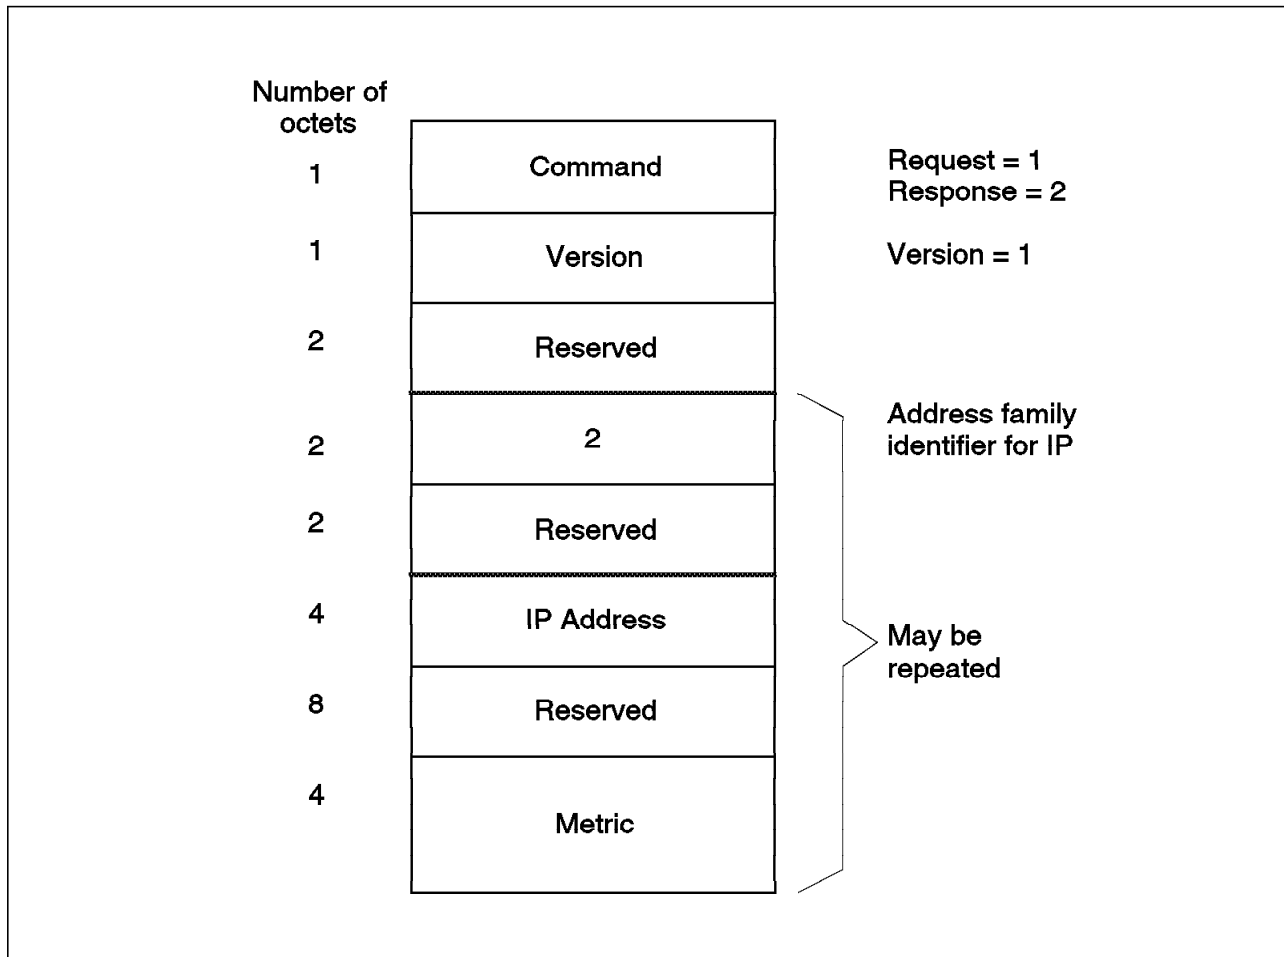 Number of
octets
1
Command
Request = 1
Response = 2
1
Version
Version = 1
2
Reserved
2
2
Address family
identifier for IP
2
Reserved
4
IP Address
May be
repeated
8
Reserved
4
Metric